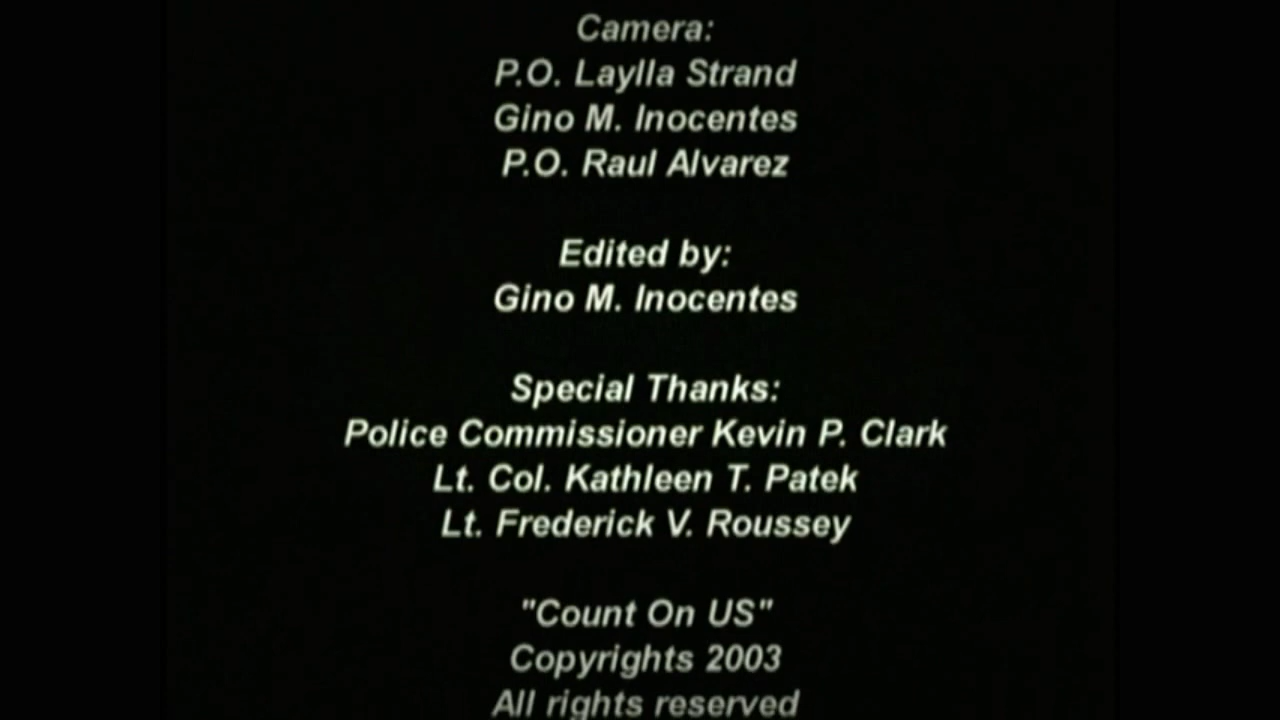 Camera:
P.O. Laylla Strand
Gino M. Inocentes
P.O. Raul Alvarez
Edited by:
Gino M. Inocentes
Special Thanks:
Police Commissioner Kevin P. Clark
Lt. Col. Kathleen T. Patek
Lt. Frederick V. Roussey
"Count On US"
Copyrights 2003
All rights reserved